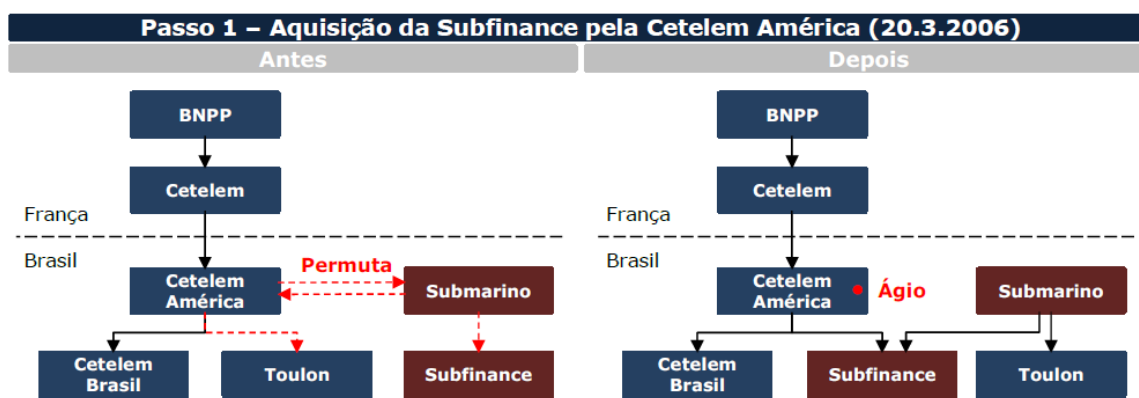 Passo 1 – Aquisição da Subfinance pela Cetelem América (20.3.2006)
Antes
Depois
BNPP
BNPP
Cetelem
Cetelem
França
França
Brasil
Brasil
Cetelem
América
Permuta
Submarino
Cetelem
América
Ágio
Submarino
Cetelem
Brasil
Toulon
Subfinance
Cetelem
Brasil
Subfinance
Toulon